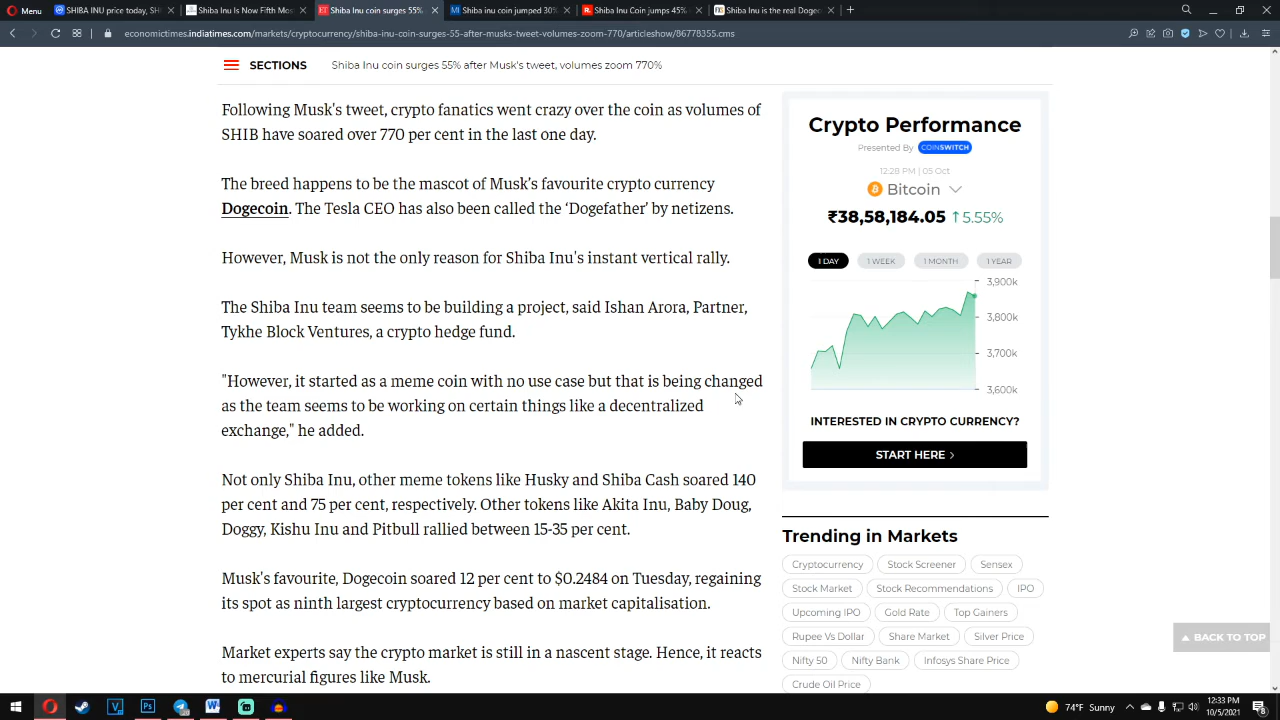 Menu
SHIBA INU price today, SH
Shiba Inu Is Now Fifth Mos
Shiba Inu coin surges 55%
Shiba inu coin jumped 30%
Shiba Inu Coin jumps 45%
Shiba Inu is the real Dogec
economictimes.indiatimes.com/markets/cryptocurrency/shiba-inu-coin-surges-55-after-musks-tweet-volumes-zoom-770/articleshow/86778355.cms
SECTIONS
Shiba Inu coin surges 55% after Musk's tweet, volumes zoom 770%
Following Musk's tweet, crypto fanatics went crazy over the coin as volumes of
SHIB have soared over 770 per cent in the last one day.
The breed happens to be the mascot of Musk's favourite crypto currency
Dogecoin. The Tesla CEO has also been called the ‘Dogefather’ by netizens.
However, Musk is not the only reason for Shiba Inu's instant vertical rally.
The Shiba Inu team seems to be building a project, said Ishan Arora, Partner,
Tykhe Block Ventures, a crypto hedge fund.
"However, it started as a meme coin with no use case but that is being changed
as the team seems to be working on certain things like a decentralized
exchange," he added.
Not only Shiba Inu, other meme tokens like Husky and Shiba Cash soared 140
per cent and 75 per cent, respectively. Other tokens like Akita Inu, Baby Doug,
Doggy, Kishu Inu and Pitbull rallied between 15-35 per cent.
Musk's favourite, Dogecoin soared 12 per cent to $0.2484 on Tuesday, regaining
its spot as ninth largest cryptocurrency based on market capitalisation.
Market experts say the crypto market is still in a nascent stage. Hence, it reacts
to mercurial figures like Musk.
Crypto Performance
Presented By COINSWITCH
12:28 PM | 05 Oct
Bitcoin
₹38,58,184.05 ↑5.55%
1 DAY 1 WEEK 1 MONTH 1 YEAR
3,900k
3,800k
3,700k
3,600k
INTERESTED IN CRYPTO CURRENCY?
START HERE
Trending in Markets
Cryptocurrency Stock Screener Sensex
Stock Market Stock Recommendations IPO
Upcoming IPO Gold Rate Top Gainers
Rupee Vs Dollar Share Market Silver Price
Nifty 50 Nifty Bank Infosys Share Price
Crude Oil Price
BACK TO TOP
74°F Sunny
12:33 PM
10/5/2021